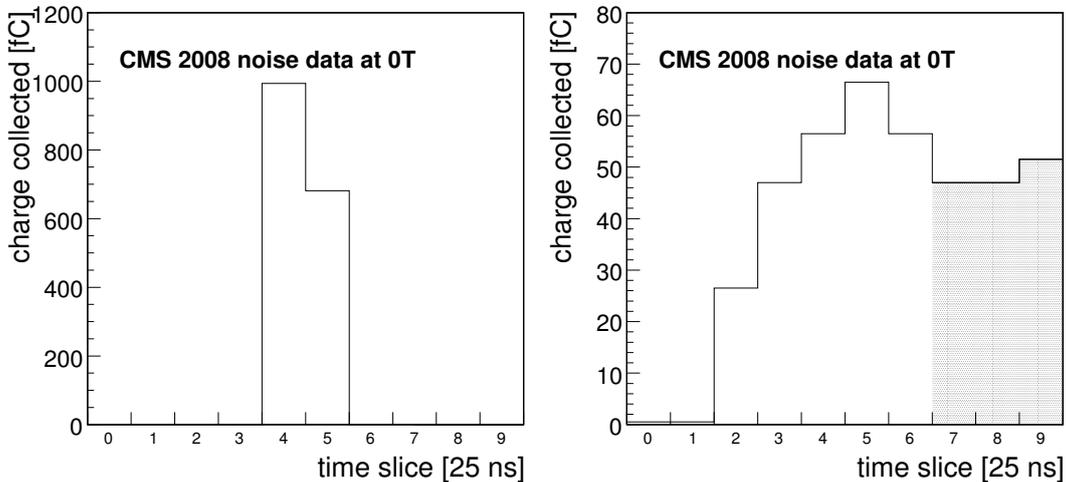 charge collected [fC]
1200
1000
800
600
400
200
0
CMS 2008 noise data at 0T
0 1 2 3 4 5 6 7 8 9
time slice [25 ns]
charge collected [fC]
80
70
60
50
40
30
20
10
0
CMS 2008 noise data at 0T
0 1 2 3 4 5 6 7 8 9
time slice [25 ns]